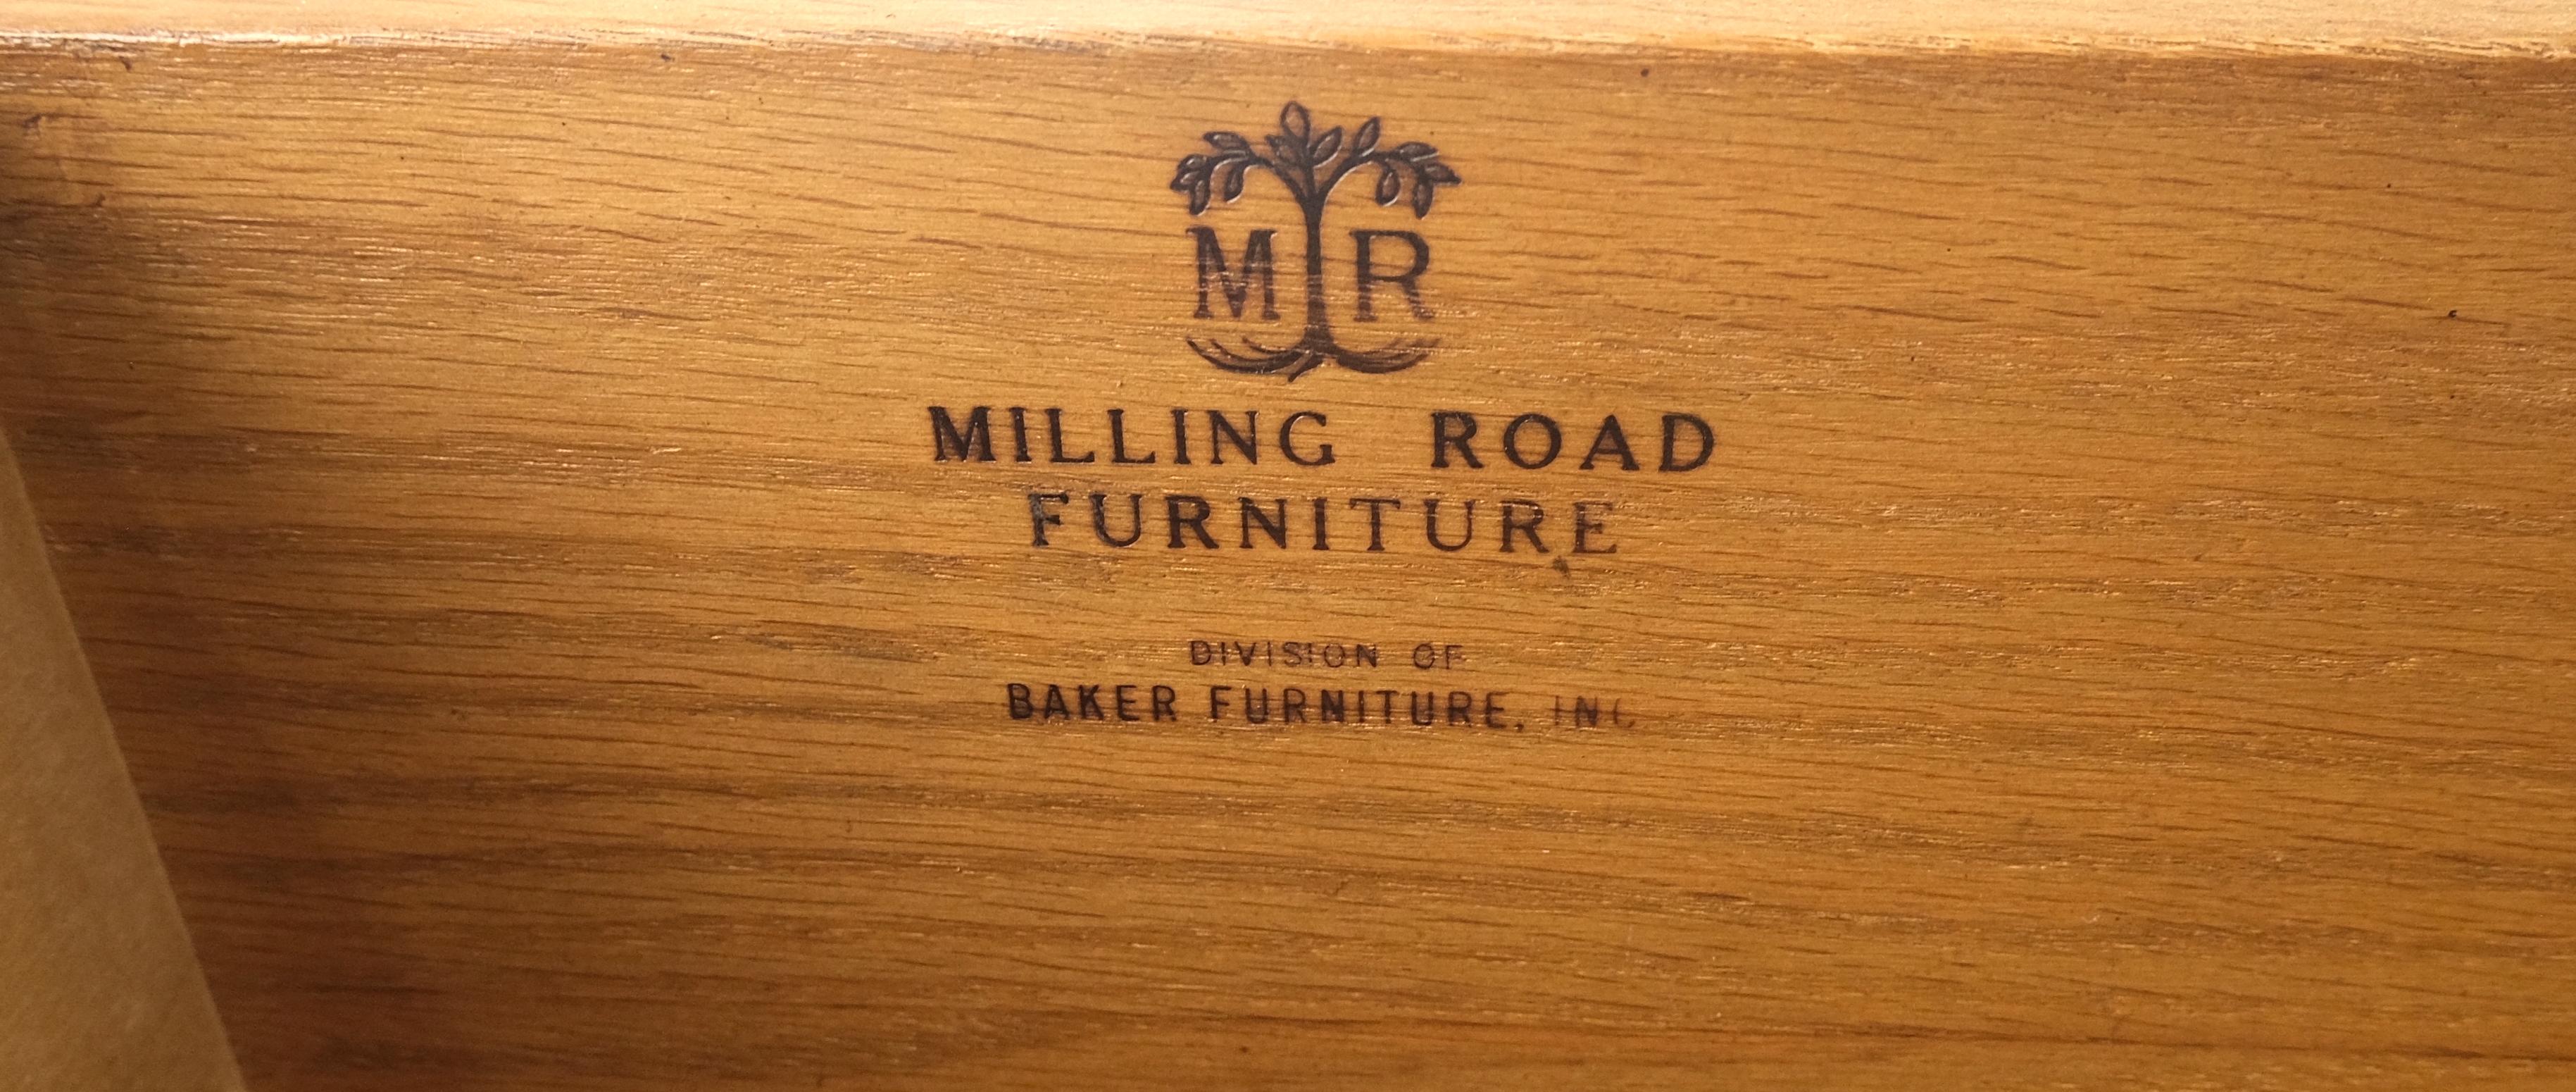 M R
MILLING ROAD
FURNITURE
DIVISION OF
BAKER FURNITURE, INC